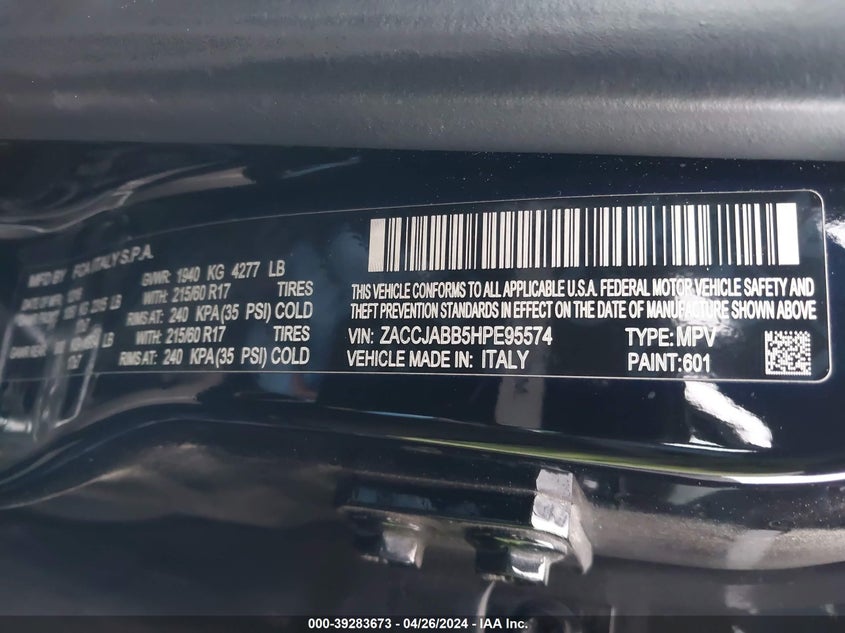 MFD BY FCA ITALY S.P.A.
GVWR: 1940 KG 4277 LB
WITH: 215/60 R17 TIRES
RIMS AT: 240 KPA (35 PSI) COLD
WITH: 215/60 R17 TIRES
RIMS AT: 240 KPA (35 PSI) COLD
THIS VEHICLE CONFORMS TO ALL APPLICABLE U.S.A. FEDERAL MOTOR VEHICLE SAFETY AND
THEFT PREVENTION STANDARDS IN EFFECT ON THE DATE OF MANUFACTURE SHOWN ABOVE
VIN: ZACCJABB5HPE95574 TYPE: MPV
VEHICLE MADE IN: ITALY PAINT: 601
000-39283673 - 04/26/2024 - IAA Inc.